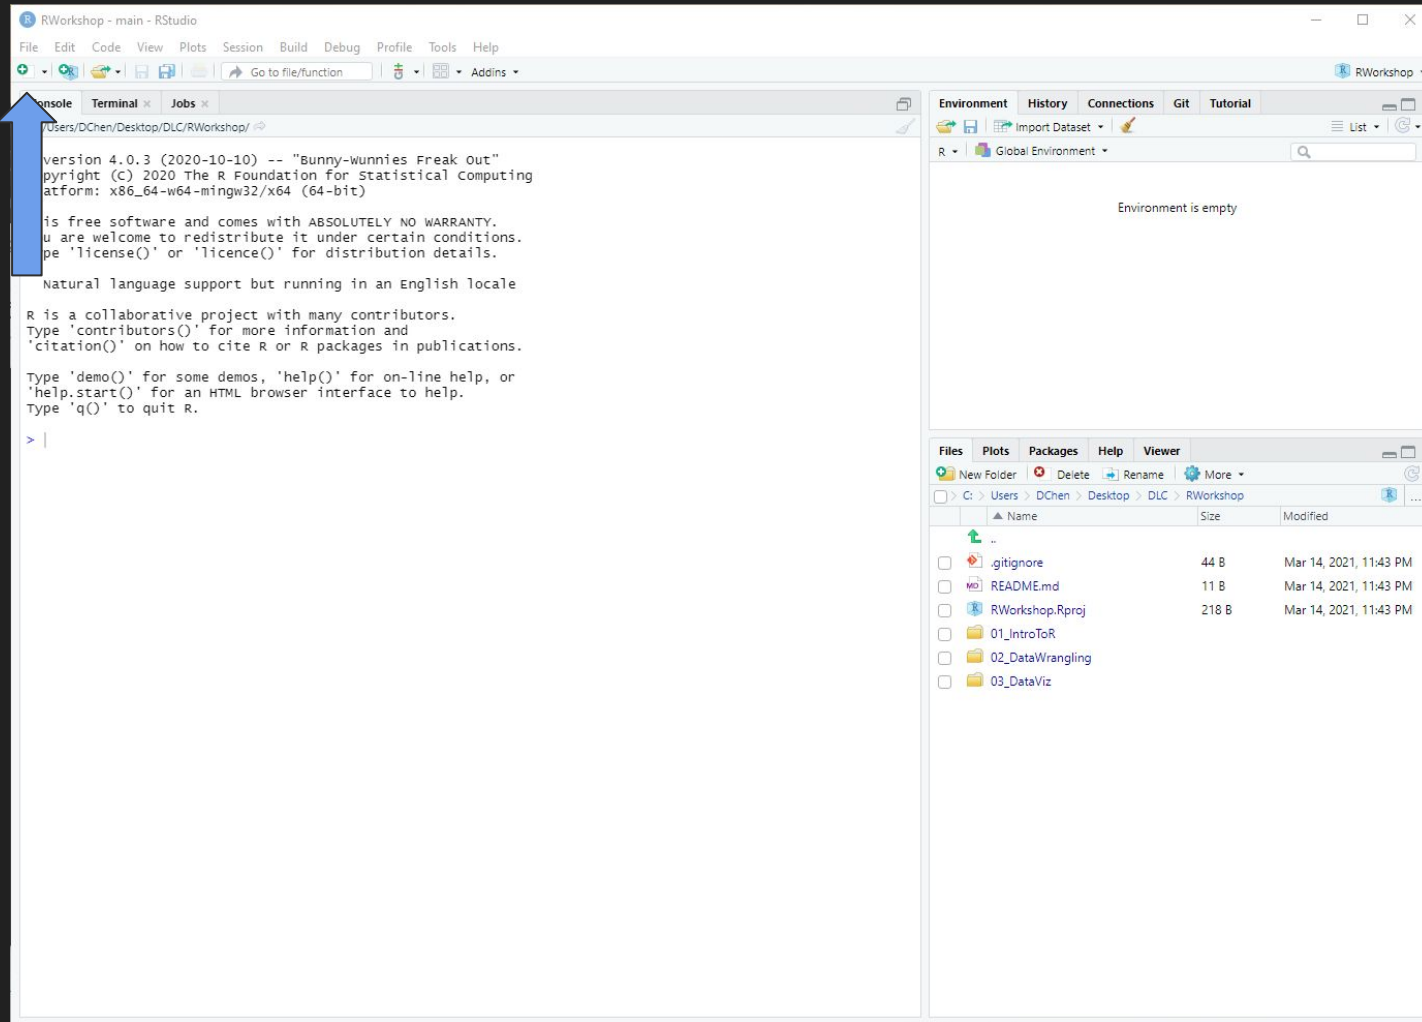 RWorkshop - main - RStudio
File Edit Code View Plots Session Build Debug Profile Tools Help
Go to file/function Addins RWorkshop
Terminal Jobs
/Users/DChen/Desktop/DLC/RWorkshop/
version 4.0.3 (2020-10-10) -- "Bunny-Wunnies Freak Out"
pyright (C) 2020 The R Foundation for Statistical Computing
atform: x86_64-w64-mingw32/x64 (64-bit)
is free software and comes with ABSOLUTELY NO WARRANTY.
u are welcome to redistribute it under certain conditions.
pe 'license()' or 'licence()' for distribution details.
Natural language support but running in an English locale
R is a collaborative project with many contributors.
Type 'contributors()' for more information and
'citation()' on how to cite R or R packages in publications.
Type 'demo()' for some demos, 'help()' for on-line help, or
'help.start()' for an HTML browser interface to help.
Type 'q()' to quit R.
>
Environment History Connections Git Tutorial
Import Dataset List
R Global Environment
Environment is empty
Files Plots Packages Help Viewer
New Folder Delete Rename More
C: > Users > DChen > Desktop > DLC > RWorkshop ...
Name Size Modified
..
.gitignore 44 B Mar 14, 2021, 11:43 PM
README.md 11 B Mar 14, 2021, 11:43 PM
RWorkshop.Rproj 218 B Mar 14, 2021, 11:43 PM
01_IntroToR
02_DataWrangling
03_DataViz